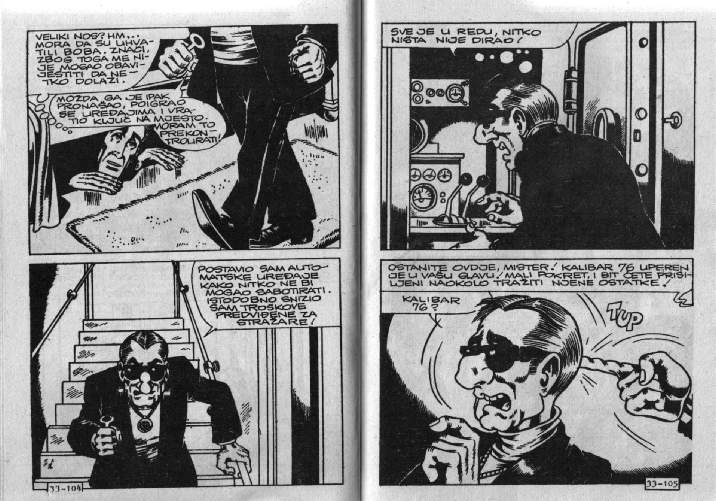 VELIKI NOS? HM...
MORA DA SU UHVA-
TILI BOBA. ZNAČI,
ZBOG TOGA ME NI-
JE MOGAO OBAVI-
JESTITI DA NE-
TKO DOLAZI.
MOŽDA GA JE IPAK
PRONAŠAO, POIGRAO
SE UREĐAJIMA I VRA-
TIO KLJUČ NA MJESTO.
MORAM TO
PREKON-
TROLIRATI!
POSTAVIO SAM AUTO-
MATSKE UREĐAJE
KAKO NITKO NE BI
MOGAO SABOTIRATI.
ISTODOBNO SNIZIO
SAM TROŠKOVE
PREDVIĐENE ZA
STRAŽARE!
33-104
SVE JE U REDU, NITKO
NIŠTA NIJE DIRAO!
OSTANITE OVDJE, MISTER! KALIBAR 76 UPEREN
JE U VAŠU GLAVU! MALI POKRET, I BIT ĆETE PRISI-
LJENI NAOKOLO TRAŽITI NJENE OSTATKE!
KALIBAR
76?
TUP
33-105